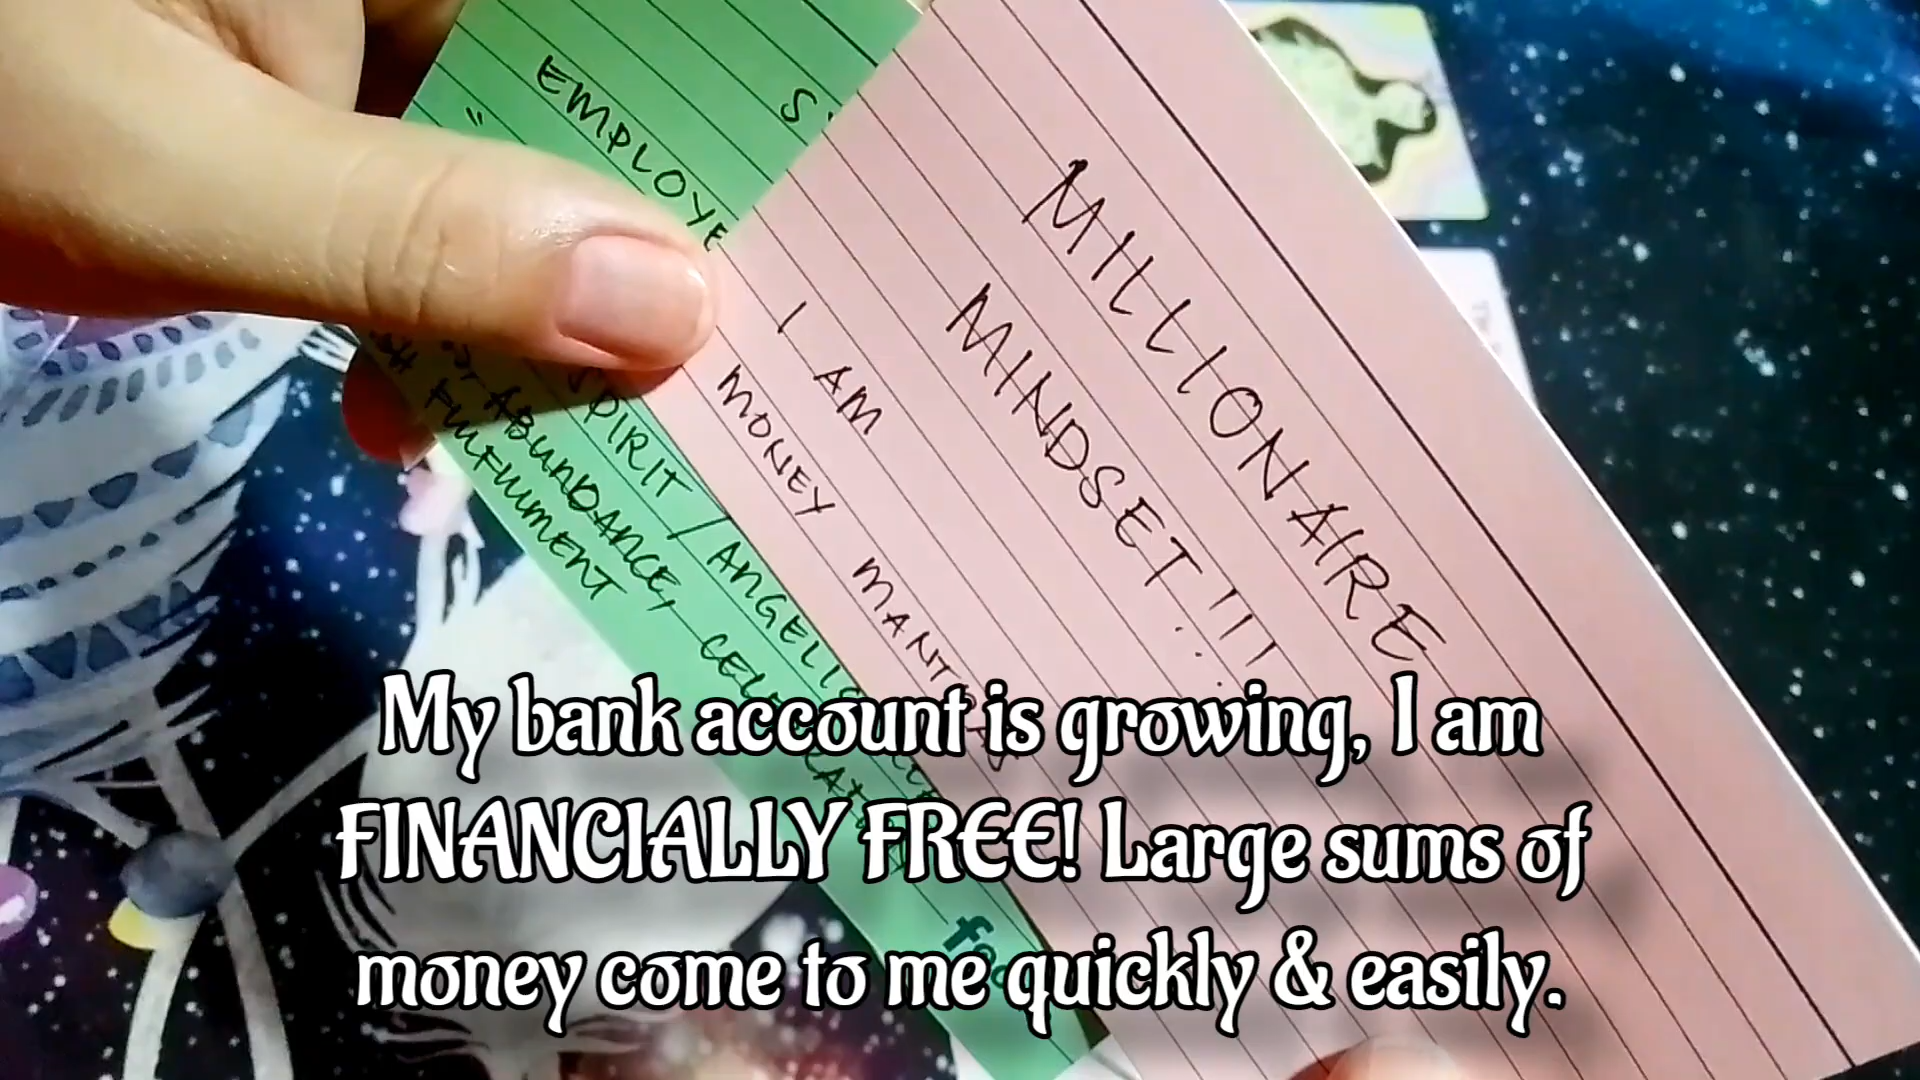 MILLIONAIRE
MINDSET!!!
I AM
MONEY MANTRAS
EMPLOYE
SPIRIT / ANGELIC
ABUNDANCE,
FULFILLMENT
My bank account is growing, I am
FINANCIALLY FREE! Large sums of
money come to me quickly & easily.